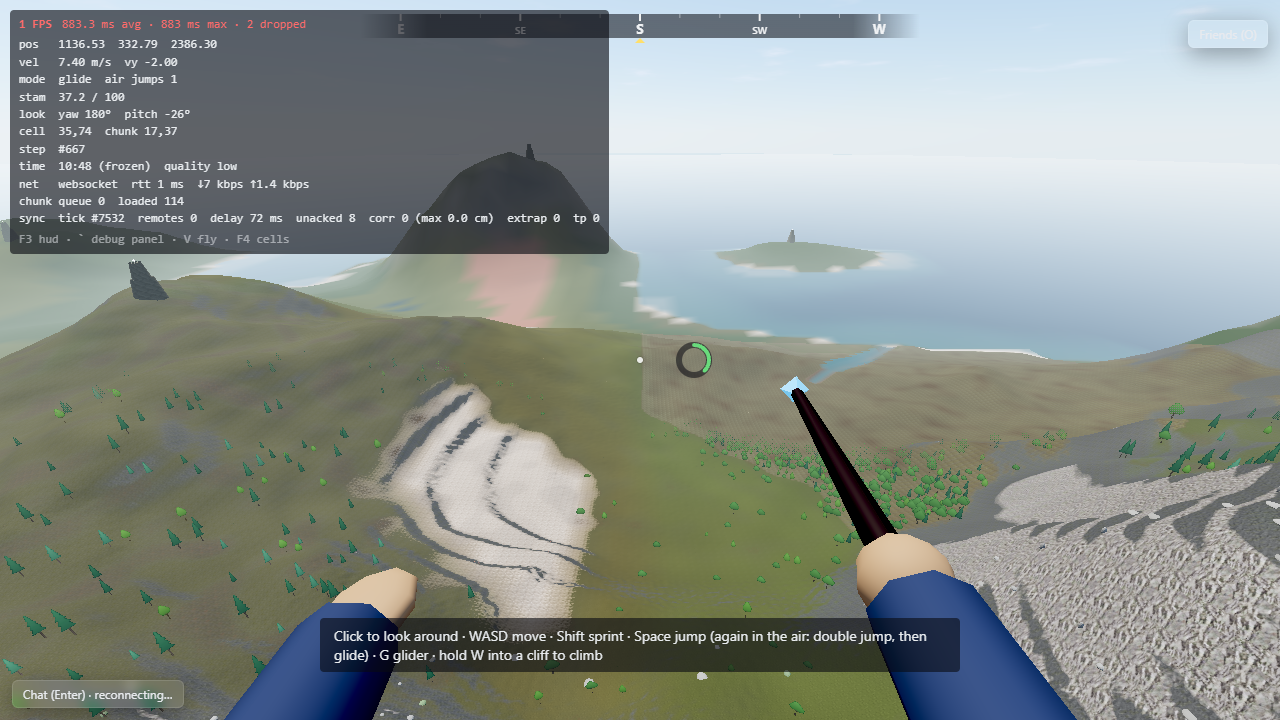 1 FPS 883.3 ms avg · 883 ms max · 2 dropped
pos 1136.53 332.79 2386.30
vel 7.40 m/s vy -2.00
mode glide air jumps 1
stam 37.2 / 100
look yaw 180° pitch -26°
cell 35,74 chunk 17,37
step #667
time 10:48 (frozen) quality low
net websocket rtt 1 ms ↓7 kbps ↑1.4 kbps
chunk queue 0 loaded 114
sync tick #7532 remotes 0 delay 72 ms unacked 8 corr 0 (max 0.0 cm) extrap 0 tp 0
F3 hud · ` debug panel · V fly · F4 cells
E SE S SW W
Friends (O)
Click to look around · WASD move · Shift sprint · Space jump (again in the air: double jump, then
glide) · G glider · hold W into a cliff to climb
Chat (Enter) · reconnecting...